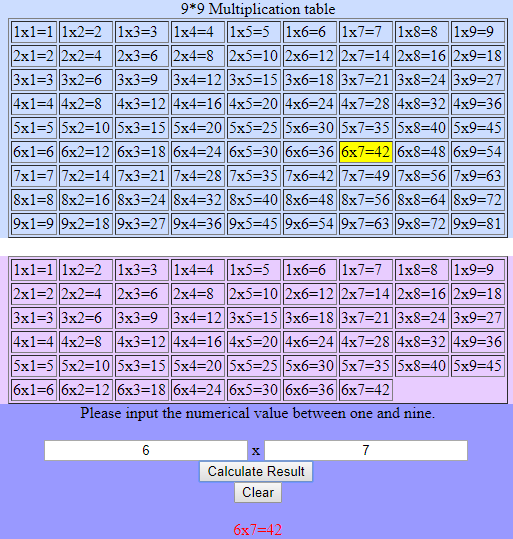 9*9 Multiplication table
1x1=1 1x2=2 1x3=3 1x4=4 1x5=5 1x6=6 1x7=7 1x8=8 1x9=9
2x1=2 2x2=4 2x3=6 2x4=8 2x5=10 2x6=12 2x7=14 2x8=16 2x9=18
3x1=3 3x2=6 3x3=9 3x4=12 3x5=15 3x6=18 3x7=21 3x8=24 3x9=27
4x1=4 4x2=8 4x3=12 4x4=16 4x5=20 4x6=24 4x7=28 4x8=32 4x9=36
5x1=5 5x2=10 5x3=15 5x4=20 5x5=25 5x6=30 5x7=35 5x8=40 5x9=45
6x1=6 6x2=12 6x3=18 6x4=24 6x5=30 6x6=36 6x7=42 6x8=48 6x9=54
7x1=7 7x2=14 7x3=21 7x4=28 7x5=35 7x6=42 7x7=49 7x8=56 7x9=63
8x1=8 8x2=16 8x3=24 8x4=32 8x5=40 8x6=48 8x7=56 8x8=64 8x9=72
9x1=9 9x2=18 9x3=27 9x4=36 9x5=45 9x6=54 9x7=63 9x8=72 9x9=81
1x1=1 1x2=2 1x3=3 1x4=4 1x5=5 1x6=6 1x7=7 1x8=8 1x9=9
2x1=2 2x2=4 2x3=6 2x4=8 2x5=10 2x6=12 2x7=14 2x8=16 2x9=18
3x1=3 3x2=6 3x3=9 3x4=12 3x5=15 3x6=18 3x7=21 3x8=24 3x9=27
4x1=4 4x2=8 4x3=12 4x4=16 4x5=20 4x6=24 4x7=28 4x8=32 4x9=36
5x1=5 5x2=10 5x3=15 5x4=20 5x5=25 5x6=30 5x7=35 5x8=40 5x9=45
6x1=6 6x2=12 6x3=18 6x4=24 6x5=30 6x6=36 6x7=42
Please input the numerical value between one and nine.
6 x 7
Calculate Result
Clear
6x7=42